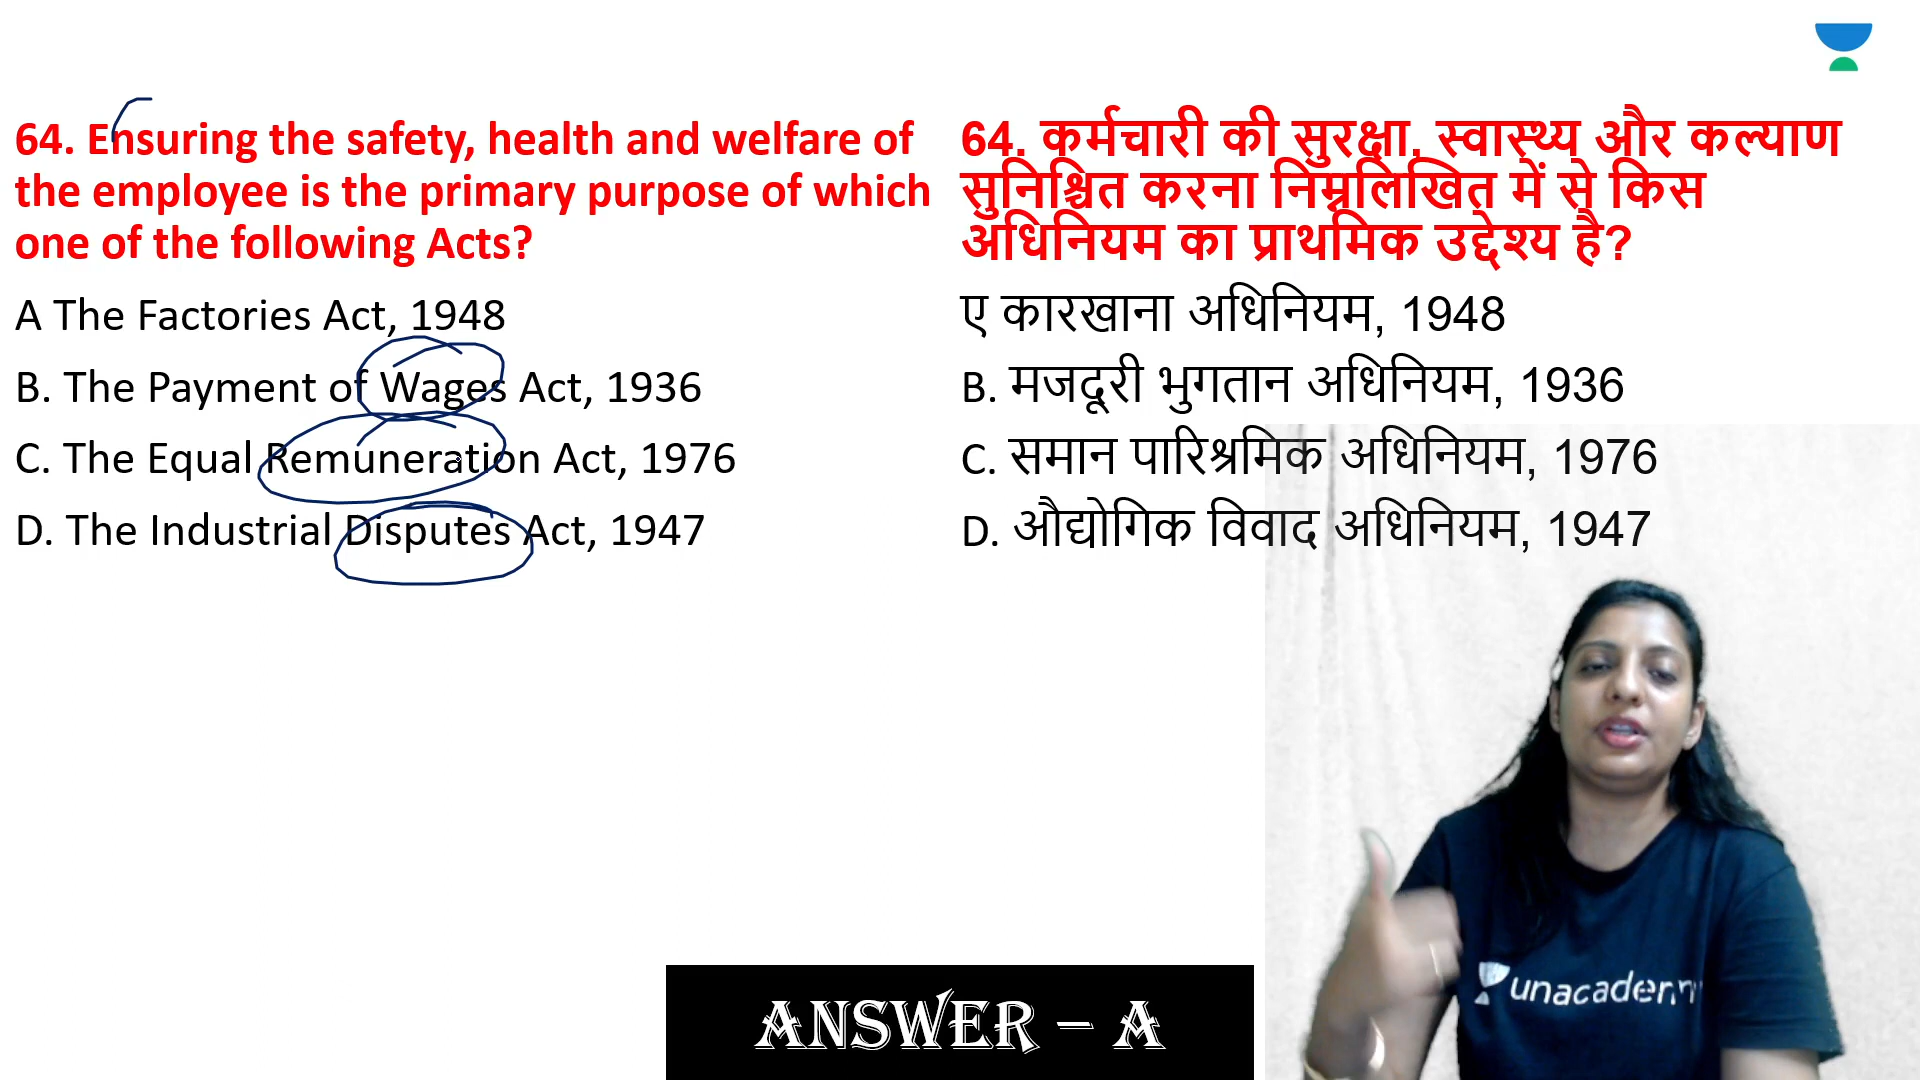 64. Ensuring the safety, health and welfare of
the employee is the primary purpose of which
one of the following Acts?
A The Factories Act, 1948
B. The Payment of Wages Act, 1936
C. The Equal Remuneration Act, 1976
D. The Industrial Disputes Act, 1947
64. कर्मचारी की सुरक्षा, स्वास्थ्य और कल्याण
सुनिश्चित करना निम्नलिखित में से किस
अधिनियम का प्राथमिक उद्देश्य है?
ए कारखाना अधिनियम, 1948
B. मजदूरी भुगतान अधिनियम, 1936
C. समान पारिश्रमिक अधिनियम, 1976
D. औद्योगिक विवाद अधिनियम, 1947
ANSWER – A
unacademy